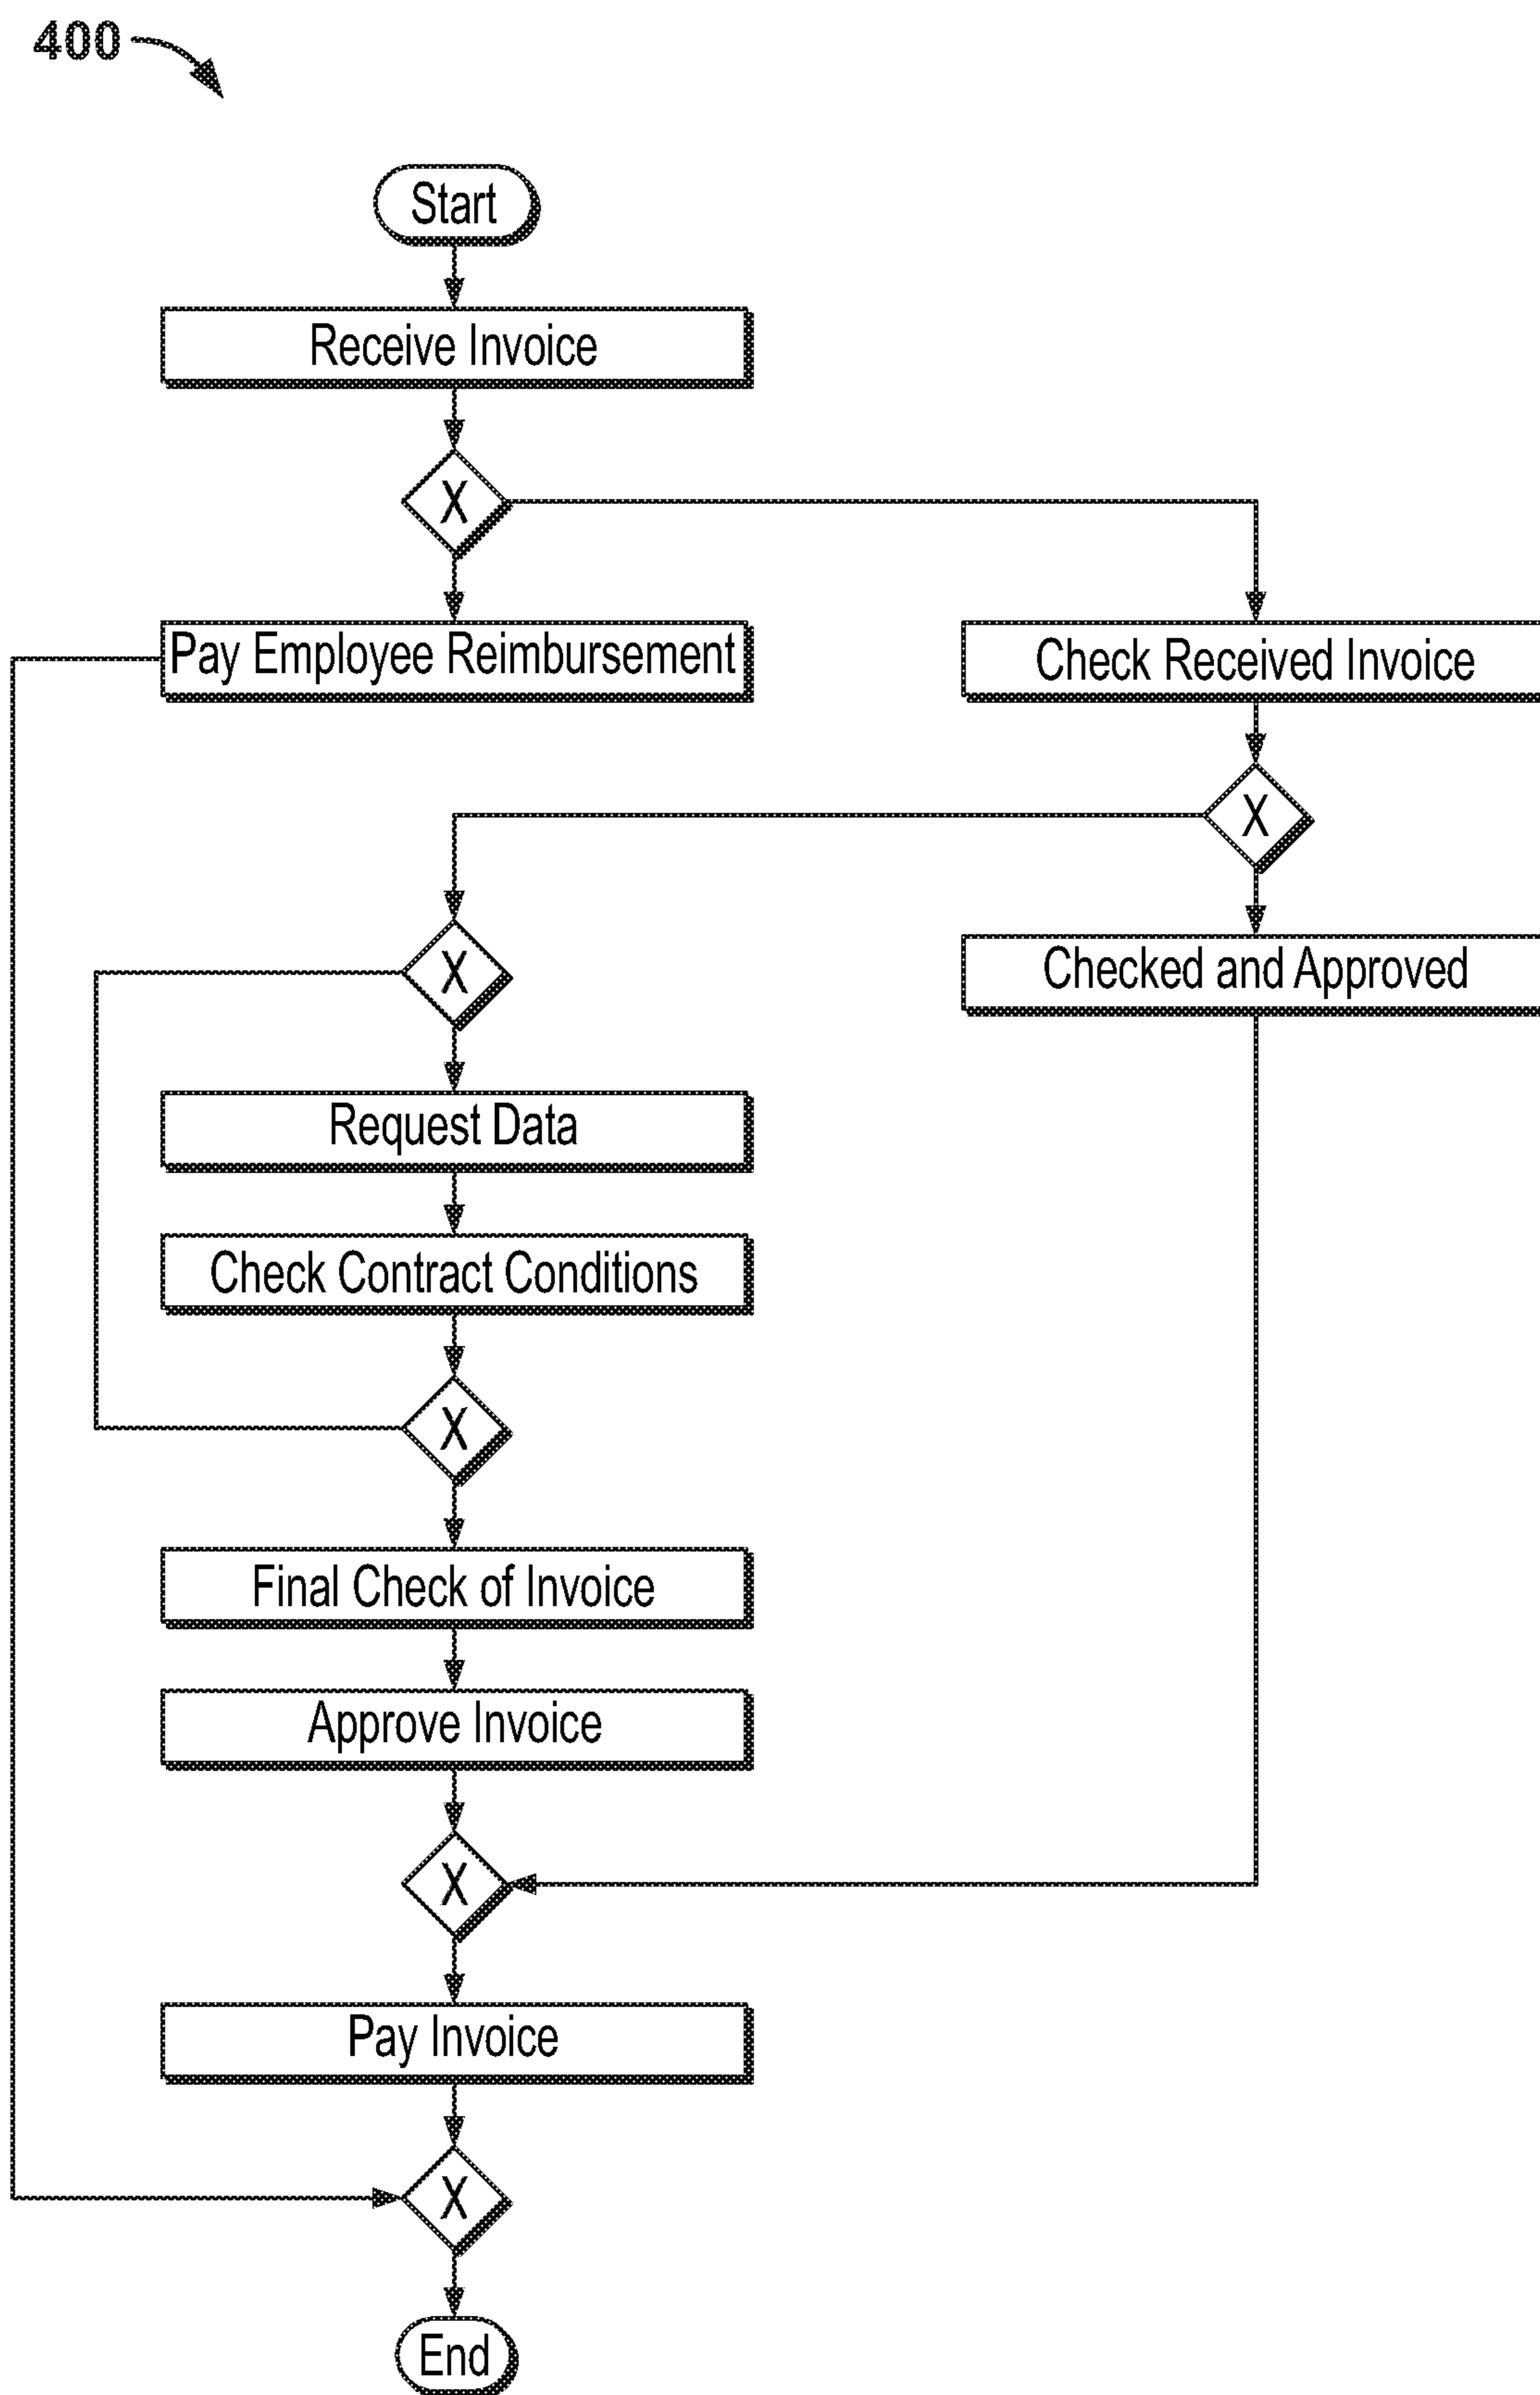 400
Start
Receive Invoice
X
Pay Employee Reimbursement
Check Received Invoice
X
X
Checked and Approved
Request Data
Check Contract Conditions
X
Final Check of Invoice
Approve Invoice
X
Pay Invoice
X
End